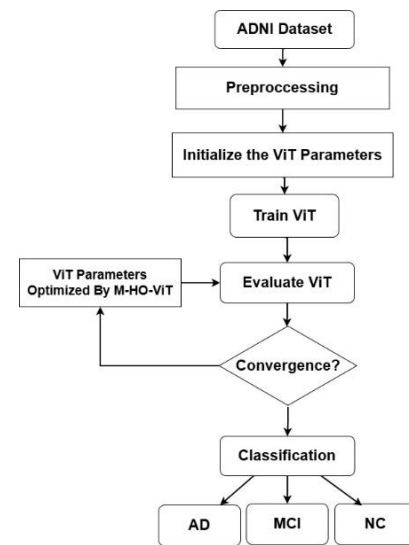 ADNI Dataset
Preproccessing
Initialize the ViT Parameters
Train ViT
ViT Parameters
Optimized By M-HO-ViT
Evaluate ViT
Convergence?
Classification
AD
MCI
NC